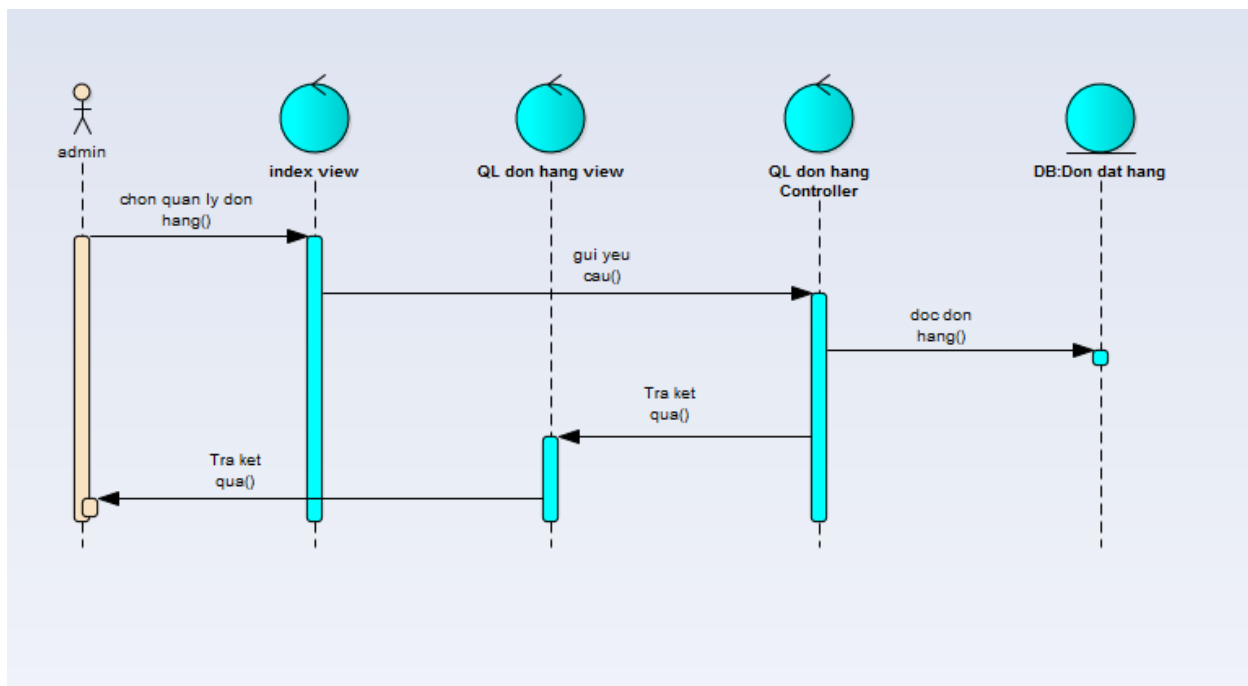 admin
index view
QL don hang view
QL don hang
Controller
DB:Don dat hang
chon quan ly don
hang()
gui yeu
cau()
doc don
hang()
Tra ket
qua()
Tra ket
qua()